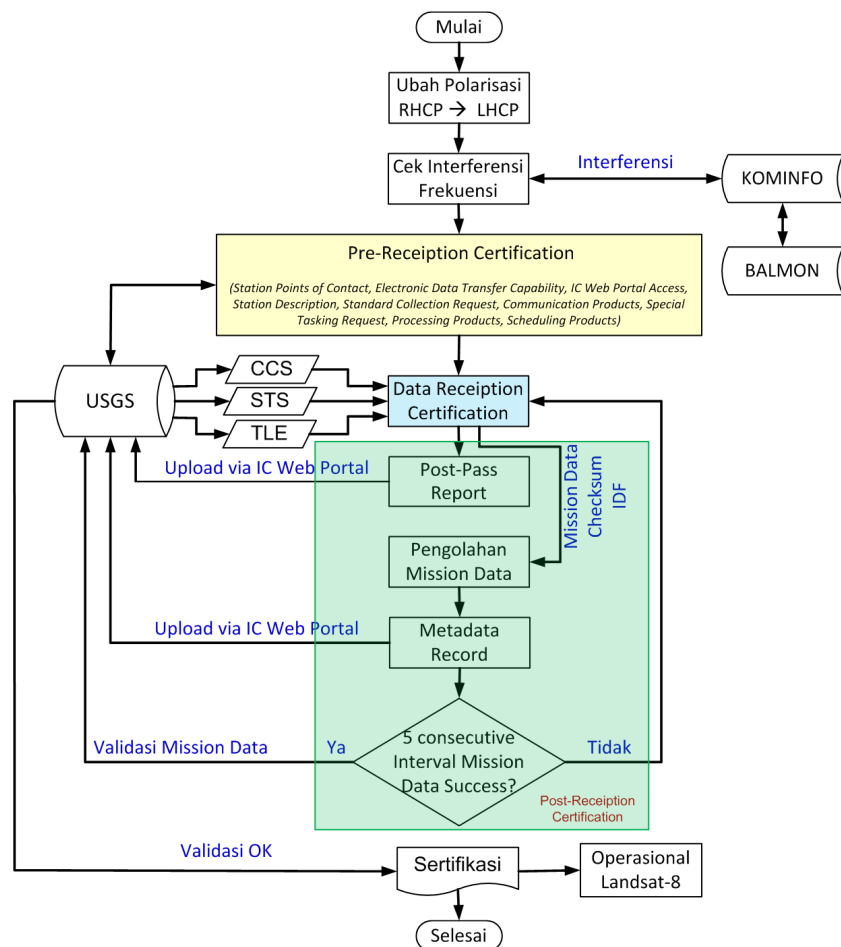 Mulai
Ubah Polarisasi
RHCP → LHCP
Cek Interferensi
Frekuensi
Interferensi
KOMINFO
BALMON
Pre-Receiption Certification
(Station Points of Contact, Electronic Data Transfer Capability, IC Web Portal Access,
Station Description, Standard Collection Request, Communication Products, Special
Tasking Request, Processing Products, Scheduling Products)
USGS
CCS
STS
TLE
Data Receiption
Certification
Upload via IC Web Portal
Post-Pass
Report
Mission Data
Checksum
IDF
Pengolahan
Mission Data
Upload via IC Web Portal
Metadata
Record
Validasi Mission Data
Ya
5 consecutive
Interval Mission
Data Success?
Tidak
Post-Receiption
Certification
Validasi OK
Sertifikasi
Operasional
Landsat-8
Selesai